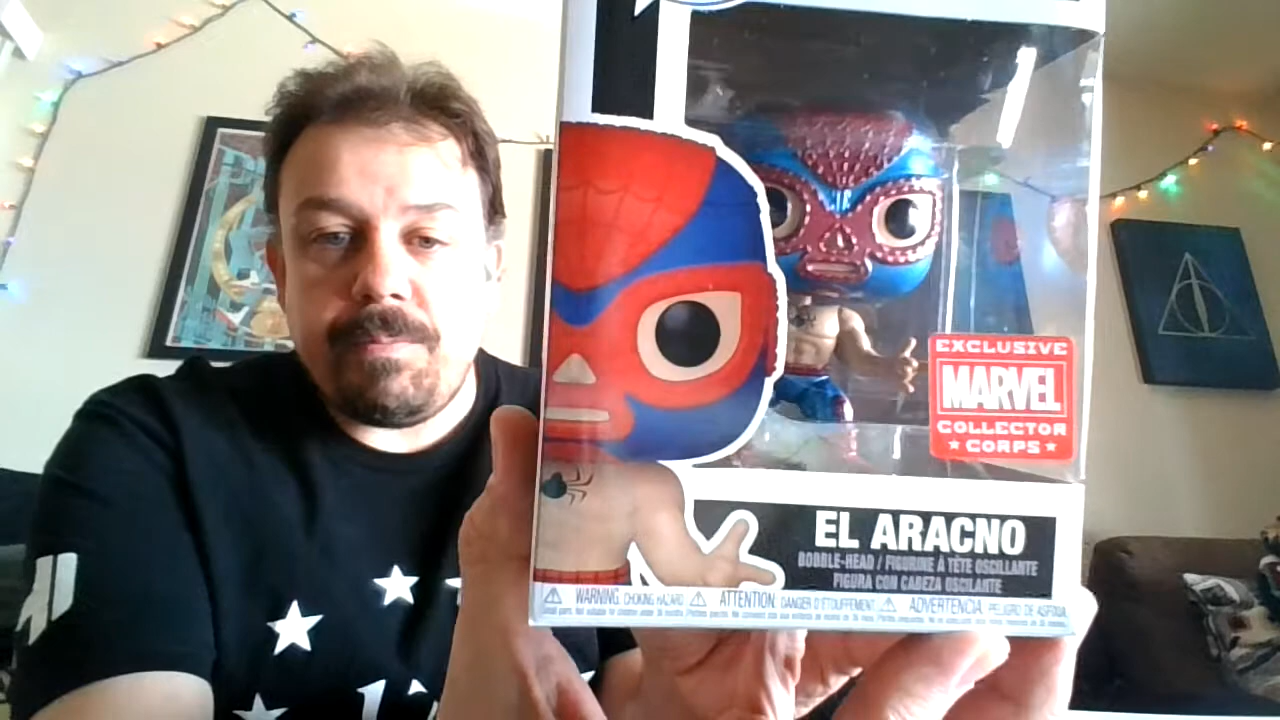 EXCLUSIVE
MARVEL
COLLECTOR
CORPS
EL ARACNO
BOBBLE-HEAD / FIGURINE À TÊTE OSCILLANTE
FIGURA CON CABEZA OSCILANTE
WARNING: CHOKING HAZARD ATTENTION: DANGER D'ÉTOUFFEMENT ADVERTENCIA: PELIGRO DE ASFIXIA